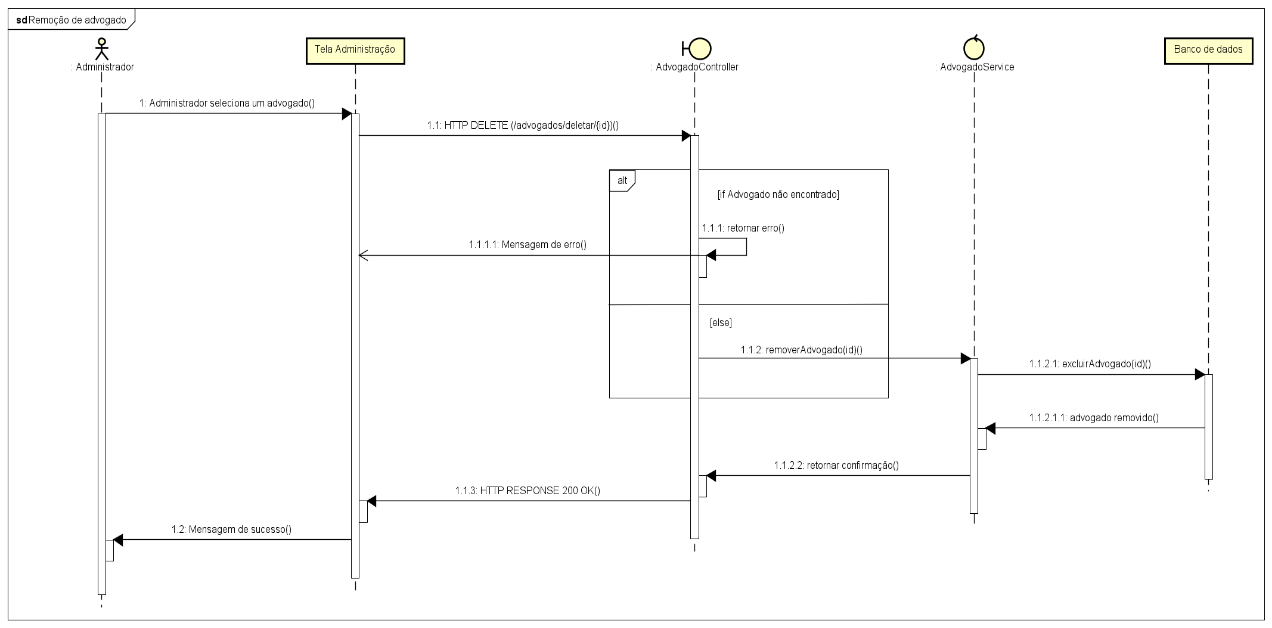 sd Remoção de advogado
: Administrador
Tela Administração
: AdvogadoController
AdvogadoService
Banco de dados
1: Administrador seleciona um advogado()
1.1: HTTP DELETE (/advogados/deletar/{id})()
alt
[if Advogado não encontrado]
1.1.1: retornar erro()
1.1.1.1: Mensagem de erro()
[else]
1.1.2: removerAdvogado(id)()
1.1.2.1: excluirAdvogado(id)()
1.1.2.1.1: advogado removido()
1.1.2.2: retornar confirmação()
1.1.3: HTTP RESPONSE 200 OK()
1.2: Mensagem de sucesso()